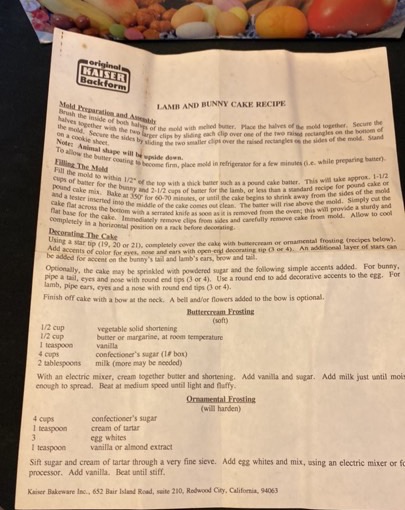 original
KAISER
Backform
LAMB AND BUNNY CAKE RECIPE
Mold Preparation and Assembly
Brush the inside of both halves of the mold with melted butter. Place the halves of the mold together. Secure the
halves together with the two larger clips by sliding each clip over one of the two raised rectangles on the bottom of
the mold. Secure the sides by sliding the two smaller clips over the raised rectangles on the sides of the mold. Stand
on a cookie sheet.
Note: Animal shape will be upside down.
To allow the butter coating to become firm, place mold in refrigerator for a few minutes (i.e. while preparing batter).
Filling The Mold
Fill the mold to within 1/2" of the top with a thick batter such as a pound cake batter. This will take approx. 1-1/2
cups of batter for the bunny and 2-1/2 cups of batter for the lamb, or less than a standard recipe for pound cake or
pound cake mix. Bake at 350° for 60-70 minutes, or until the cake begins to shrink away from the sides of the mold
and a tester inserted into the middle of the cake comes out clean. The batter will rise above the mold. Simply cut the
cake flat across the bottom with a serrated knife as soon as it is removed from the oven; this will provide a sturdy and
flat base for the cake. Immediately remove clips from sides and carefully remove cake from mold. Allow to cool
completely in a horizontal position on a rack before decorating.
Decorating The Cake
Using a star tip (19, 20 or 21), completely cover the cake with buttercream or ornamental frosting (recipes below).
Add accents of color for eyes, nose and ears with open-end decorating tip (3 or 4). An additional layer of stars can
be added for accent on the bunny's tail and lamb's ears, brow and tail.
Optionally, the cake may be sprinkled with powdered sugar and the following simple accents added. For bunny,
pipe a tail, eyes and nose with round end tips (3 or 4). Use a round end to add decorative accents to the egg. For
lamb, pipe ears, eyes and a nose with round end tips (3 or 4).
Finish off cake with a bow at the neck. A bell and/or flowers added to the bow is optional.
Buttercream Frosting
(soft)
1/2 cup vegetable solid shortening
1/2 cup butter or margarine, at room temperature
1 teaspoon vanilla
4 cups confectioner's sugar (1# box)
2 tablespoons milk (more may be needed)
With an electric mixer, cream together butter and shortening. Add vanilla and sugar. Add milk just until mois
enough to spread. Beat at medium speed until light and fluffy.
Ornamental Frosting
(will harden)
4 cups confectioner's sugar
1 teaspoon cream of tartar
3 egg whites
1 teaspoon vanilla or almond extract
Sift sugar and cream of tartar through a very fine sieve. Add egg whites and mix, using an electric mixer or fo
processor. Add vanilla. Beat until stiff.
Kaiser Bakeware Inc., 652 Bair Island Road, suite 210, Redwood City, California, 94063